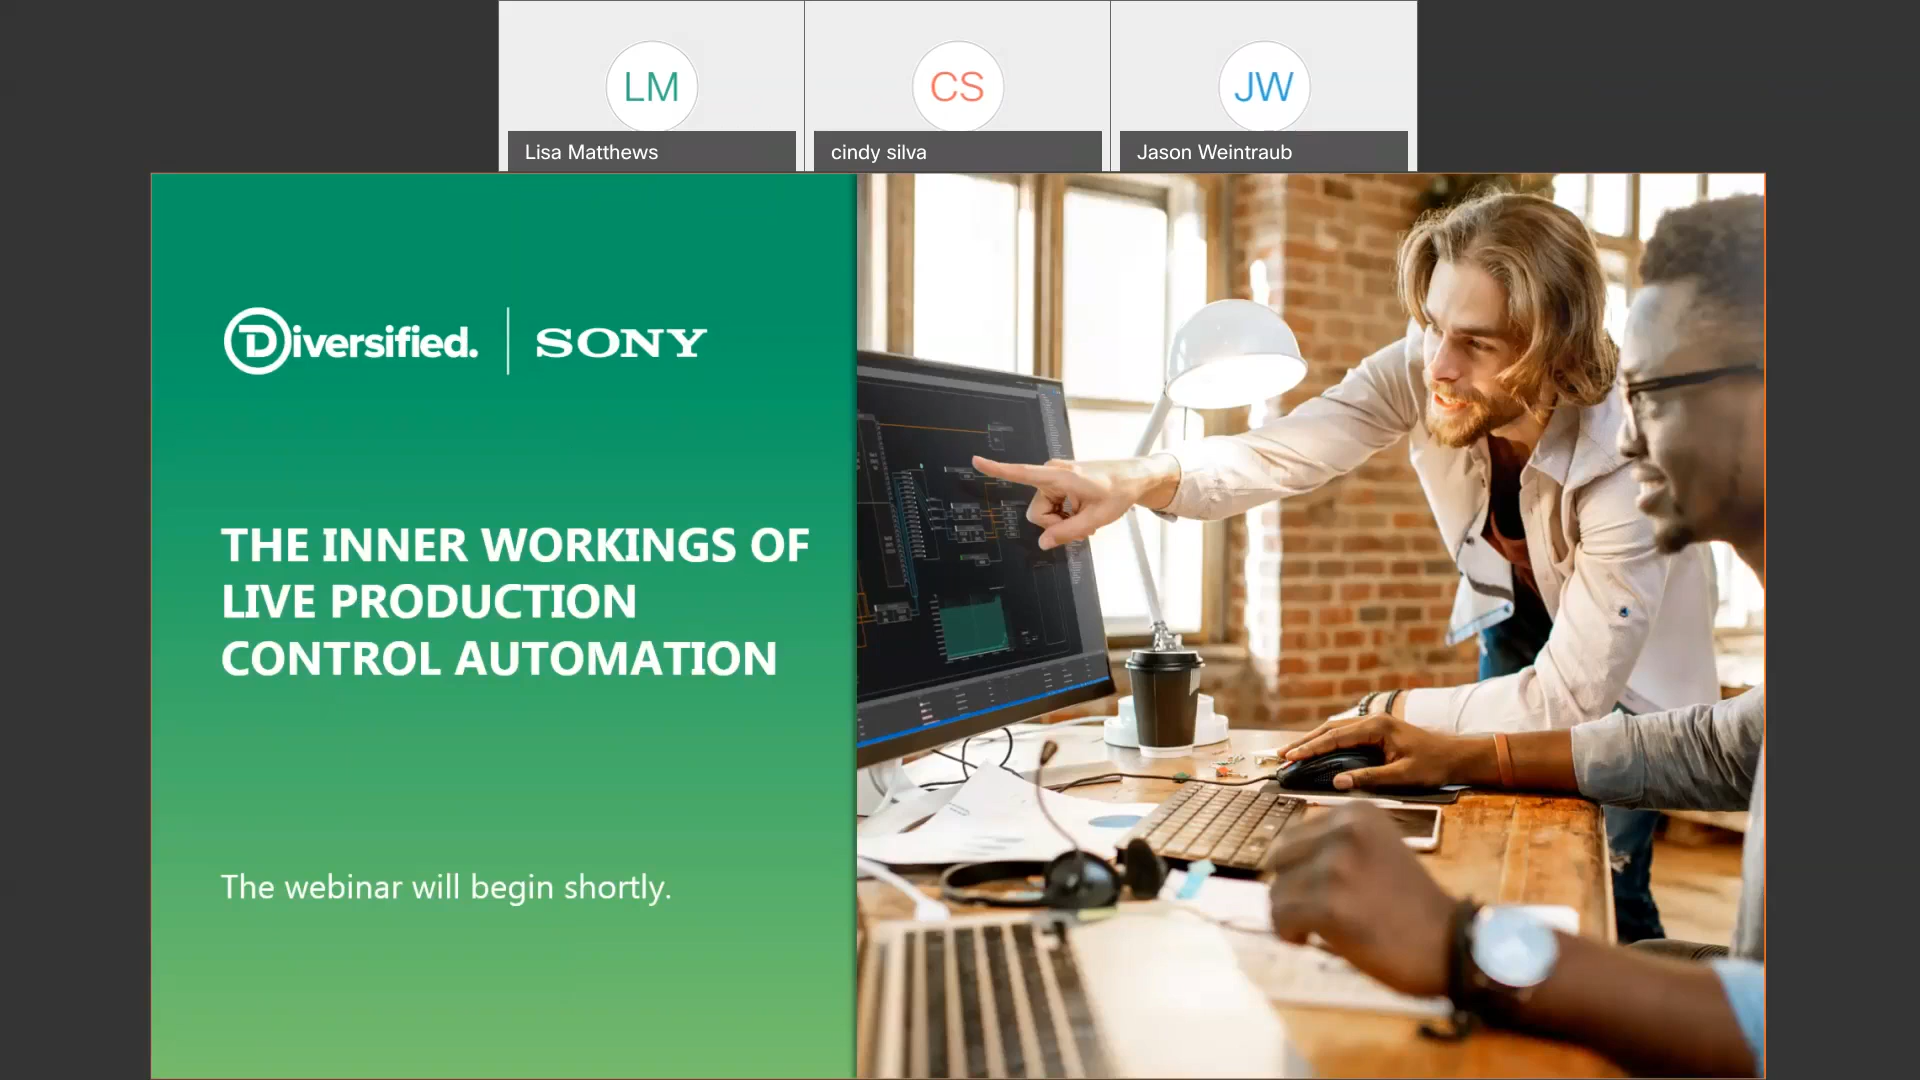 LM
CS
JW
Lisa Matthews
cindy silva
Jason Weintraub
Diversified. | SONY
THE INNER WORKINGS OF
LIVE PRODUCTION
CONTROL AUTOMATION
The webinar will begin shortly.